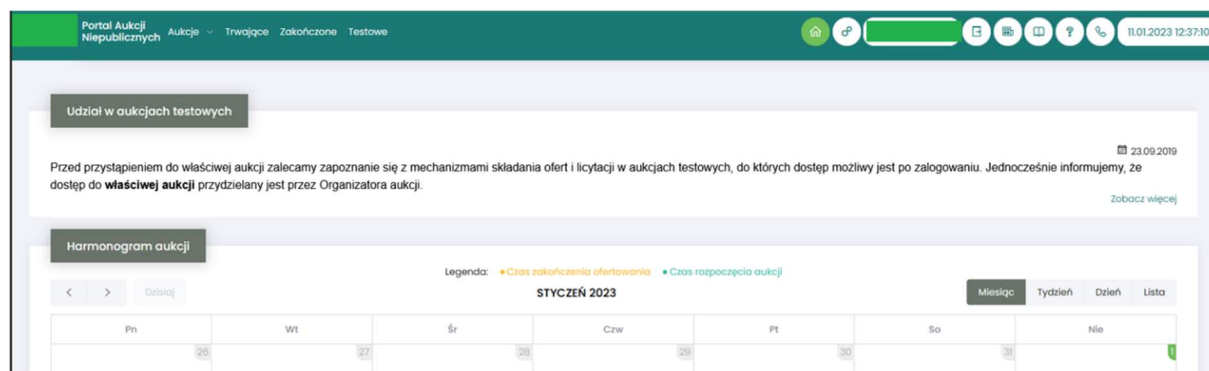 Portal Aukcji
Niepublicznych
Aukcje
Trwające
Zakończone
Testowe
11.01.2023 12:37:10
Udział w aukcjach testowych
23.09.2019
Przed przystąpieniem do właściwej aukcji zalecamy zapoznanie się z mechanizmami składania ofert i licytacji w aukcjach testowych, do których dostęp możliwy jest po zalogowaniu. Jednocześnie informujemy, że
dostęp do właściwej aukcji przydzielany jest przez Organizatora aukcji.
Zobacz więcej
Harmonogram aukcji
Legenda: Czas zakończenia ofertowania Czas rozpoczęcia aukcji
< > Dzisiaj STYCZEŃ 2023 Miesiąc Tydzień Dzień Lista
Pn Wt Śr Czw Pt So Nie
26 27 28 29 30 31 1